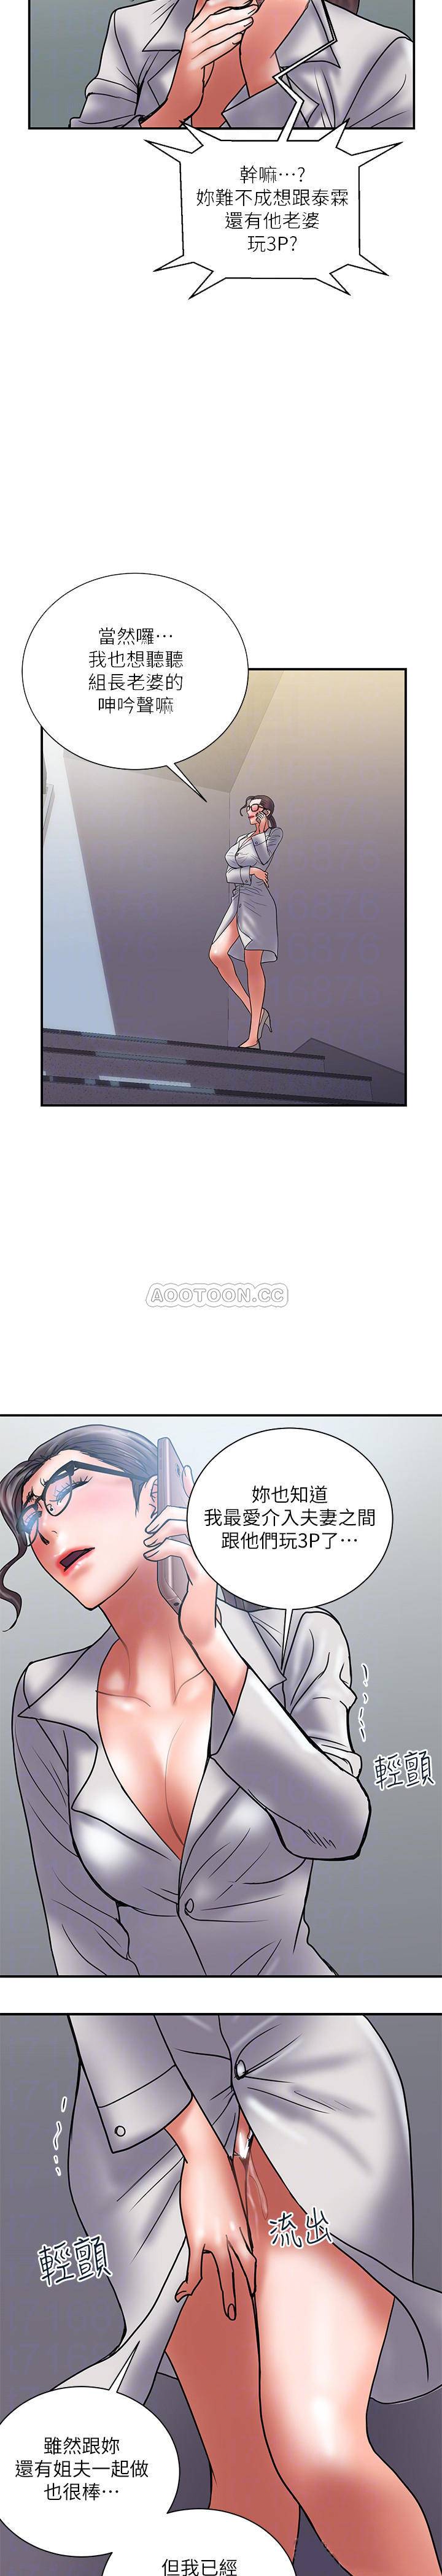 幹嘛…?
妳難不成想跟泰霖
還有他老婆
玩3P?
當然囉…
我也想聽聽
組長老婆的
呻吟聲嘛
AOOTOON.CC
妳也知道
我最愛介入夫妻之間
跟他們玩3P了…
輕顫
流出
輕顫
雖然跟妳
還有姐夫一起做
也很棒…
但我已經